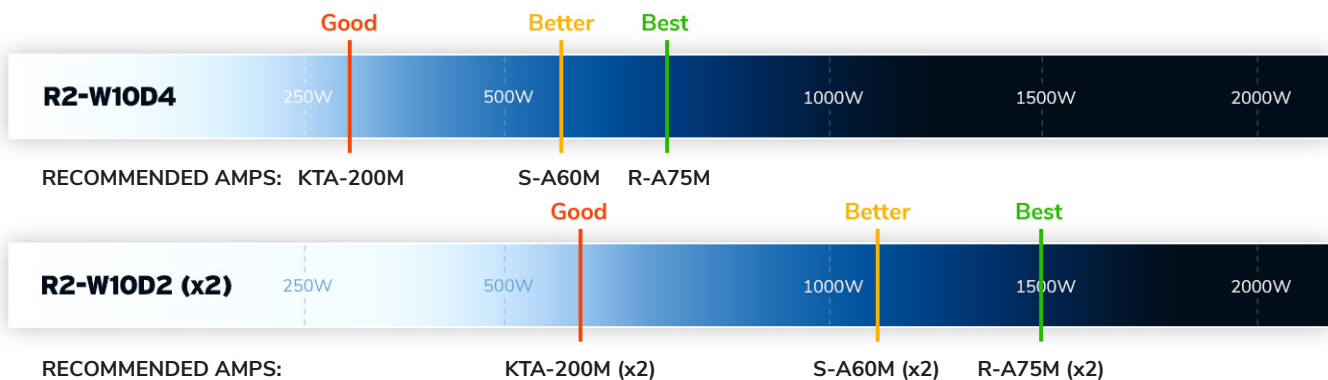 Good Better Best
R2-W10D4 250W 500W 1000W 1500W 2000W
RECOMMENDED AMPS: KTA-200M S-A60M R-A75M
Good Better Best
R2-W10D2 (x2) 250W 500W 1000W 1500W 2000W
RECOMMENDED AMPS: KTA-200M (x2) S-A60M (x2) R-A75M (x2)